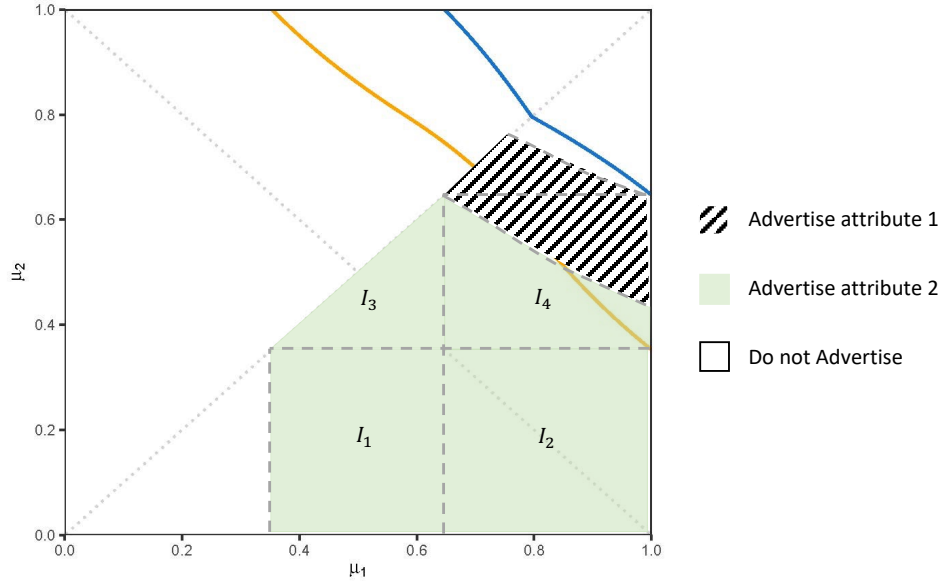 1.0
0.8
0.6
0.4
0.2
0.0
μ2
I3
I4
I1
I2
0.0
0.2
0.4
0.6
0.8
1.0
μ1
Advertise attribute 1
Advertise attribute 2
Do not Advertise